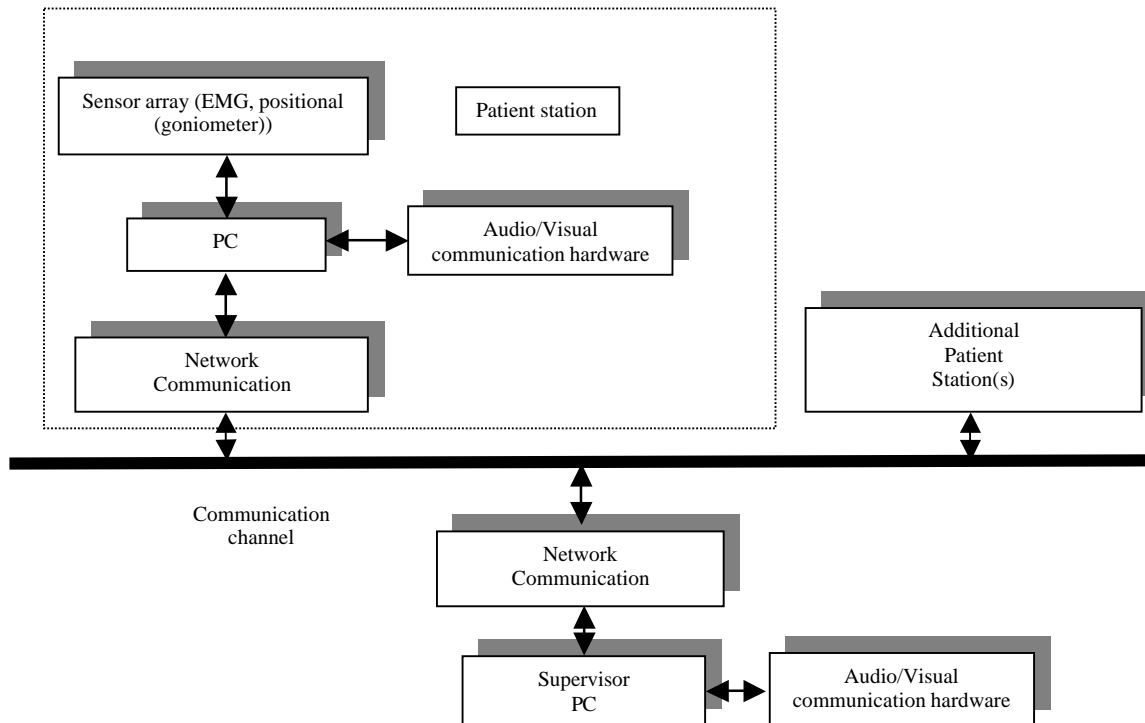 Sensor array (EMG, positional
(goniometer))
Patient station
PC
Audio/Visual
communication hardware
Network
Communication
Additional
Patient
Station(s)
Communication
channel
Network
Communication
Supervisor
PC
Audio/Visual
communication hardware